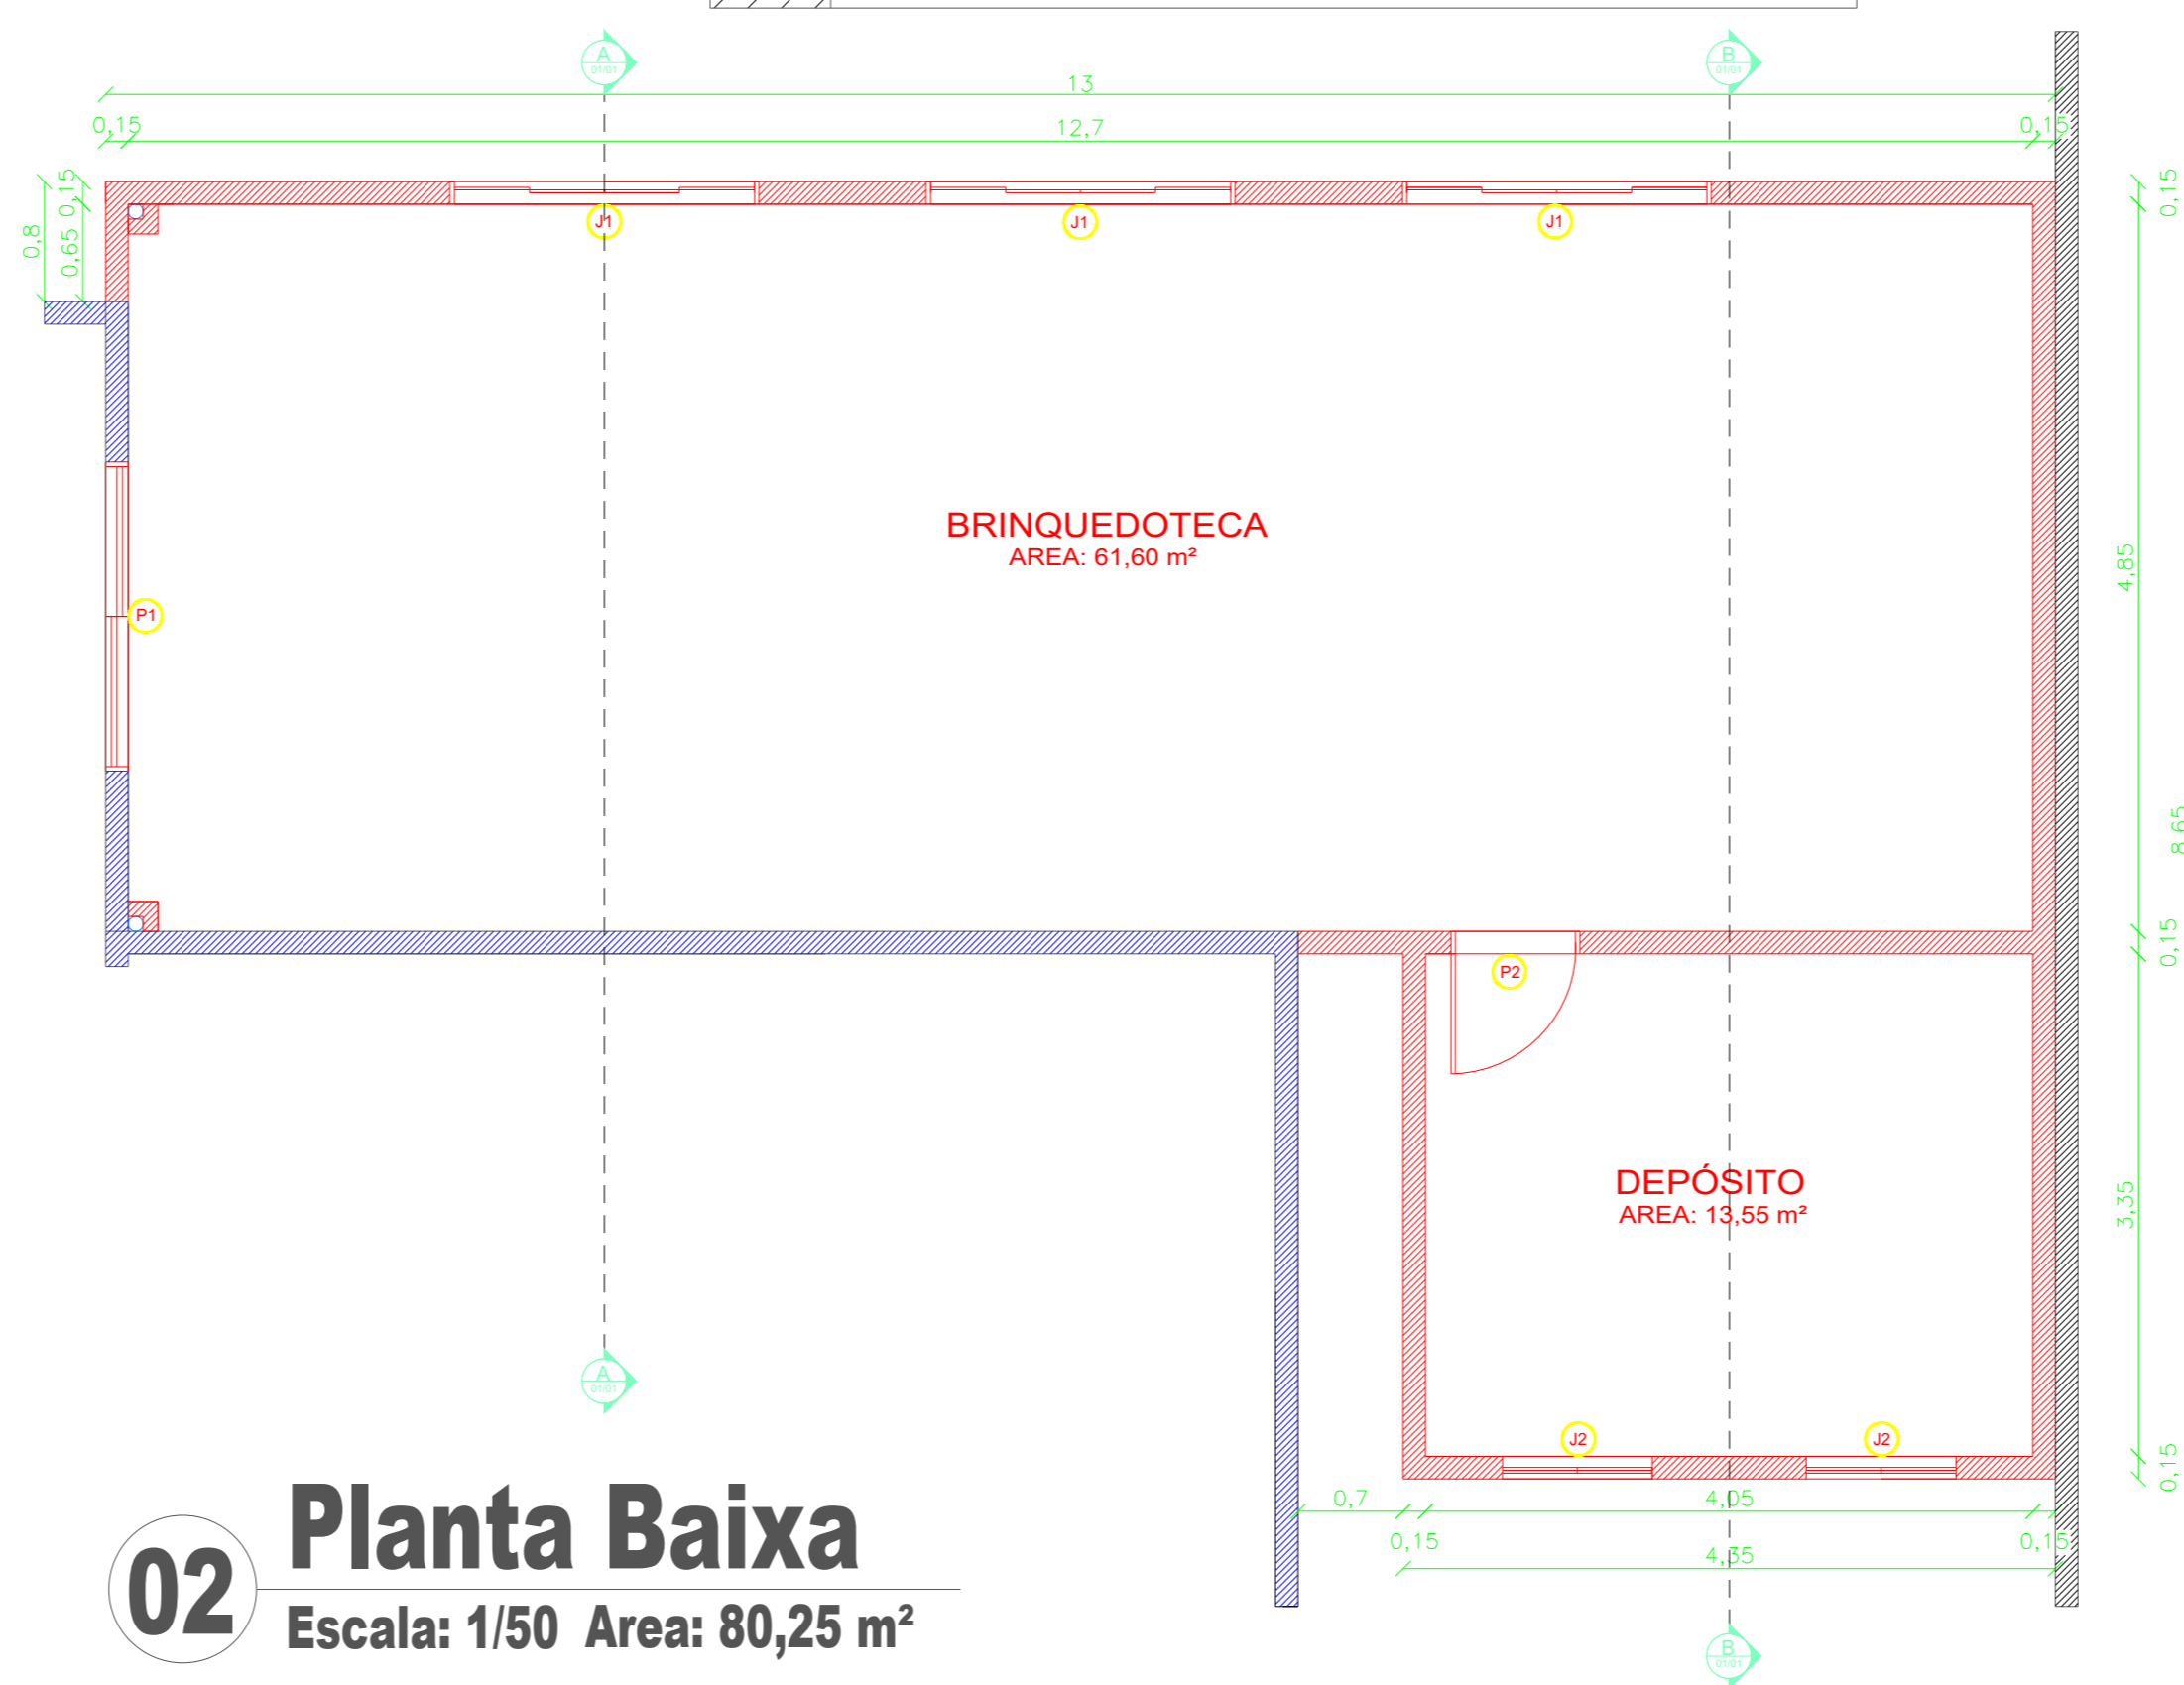 A
01/01
B
01/01
13
0,15
12,7
0,15
0,8
0,65
0,15
0,15
J1
J1
J1
BRINQUEDOTECA
AREA: 61,60 m²
4,85
P1
8,65
0,15
P2
DEPÓSITO
AREA: 13,55 m²
3,35
A
01/01
J2
J2
0,15
0,7
4,05
0,15
0,15
4,35
02
Planta Baixa
Escala: 1/50 Area: 80,25 m²
B
01/01